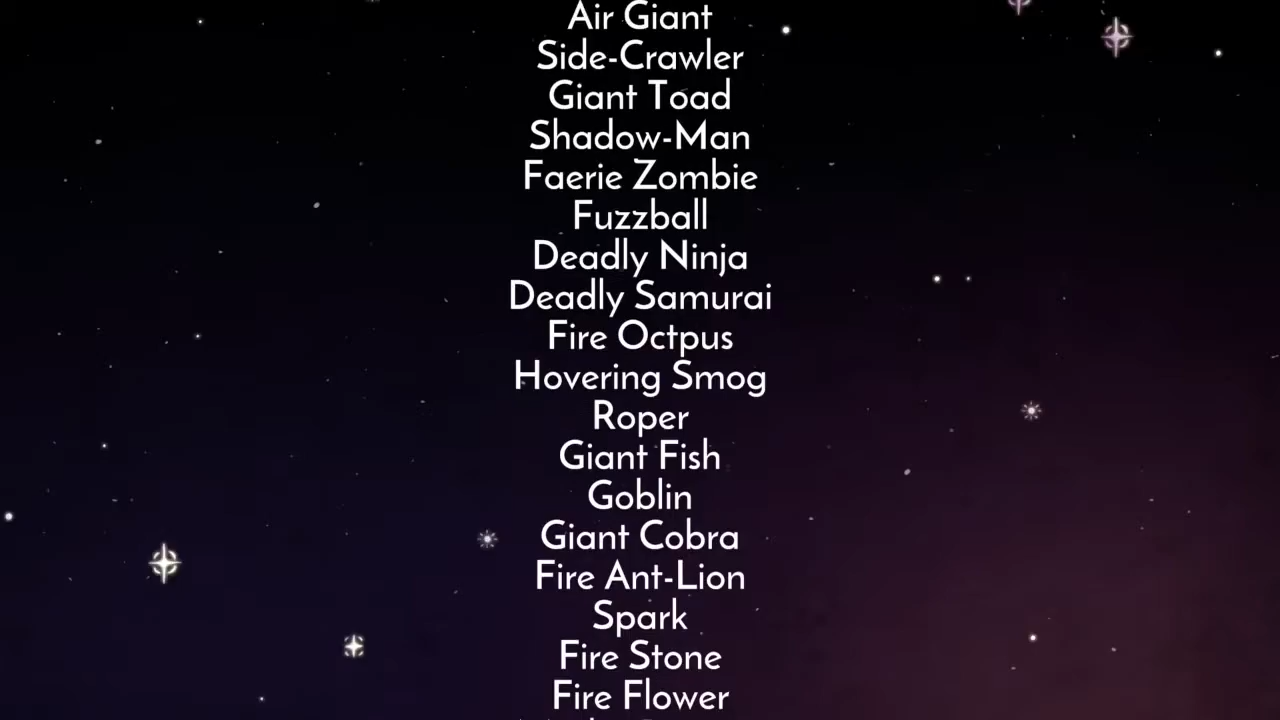 Air Giant
Side-Crawler
Giant Toad
Shadow-Man
Faerie Zombie
Fuzzball
Deadly Ninja
Deadly Samurai
Fire Octpus
Hovering Smog
Roper
Giant Fish
Goblin
Giant Cobra
Fire Ant-Lion
Spark
Fire Stone
Fire Flower